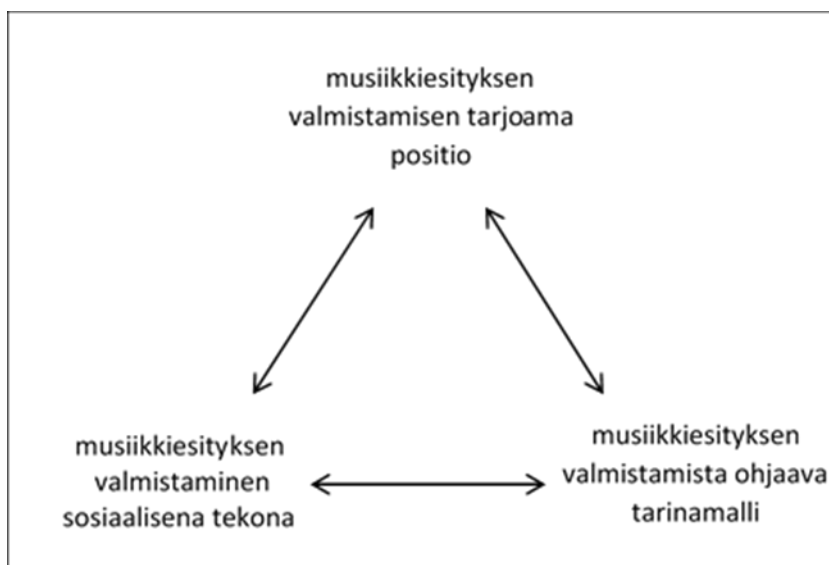 musiikkiesityksen
valmistamisen tarjoama
positio
musiikkiesityksen
valmistaminen
sosiaalisena tekona
musiikkiesityksen
valmistamista ohjaava
tarinamalli